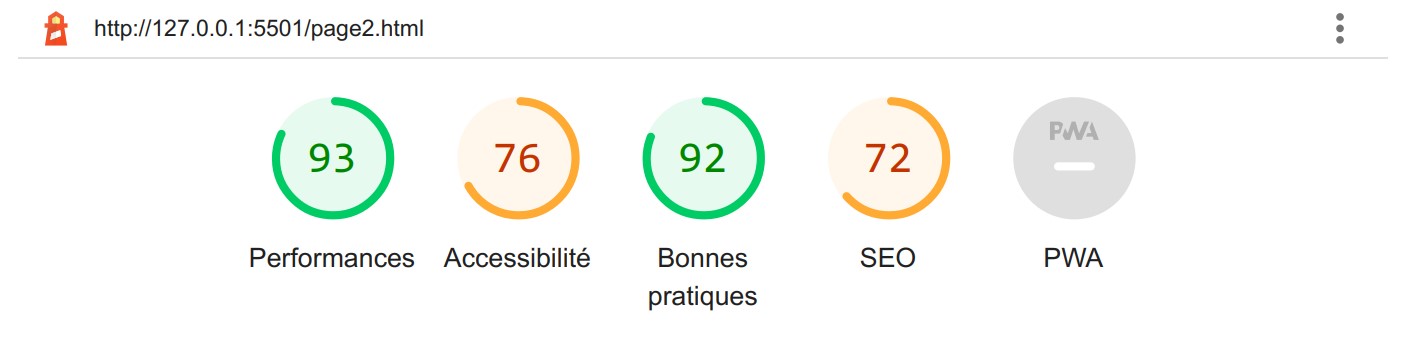 http://127.0.0.1:5501/page2.html
93
76
92
72
PWA
Performances
Accessibilité
Bonnes
pratiques
SEO
PWA